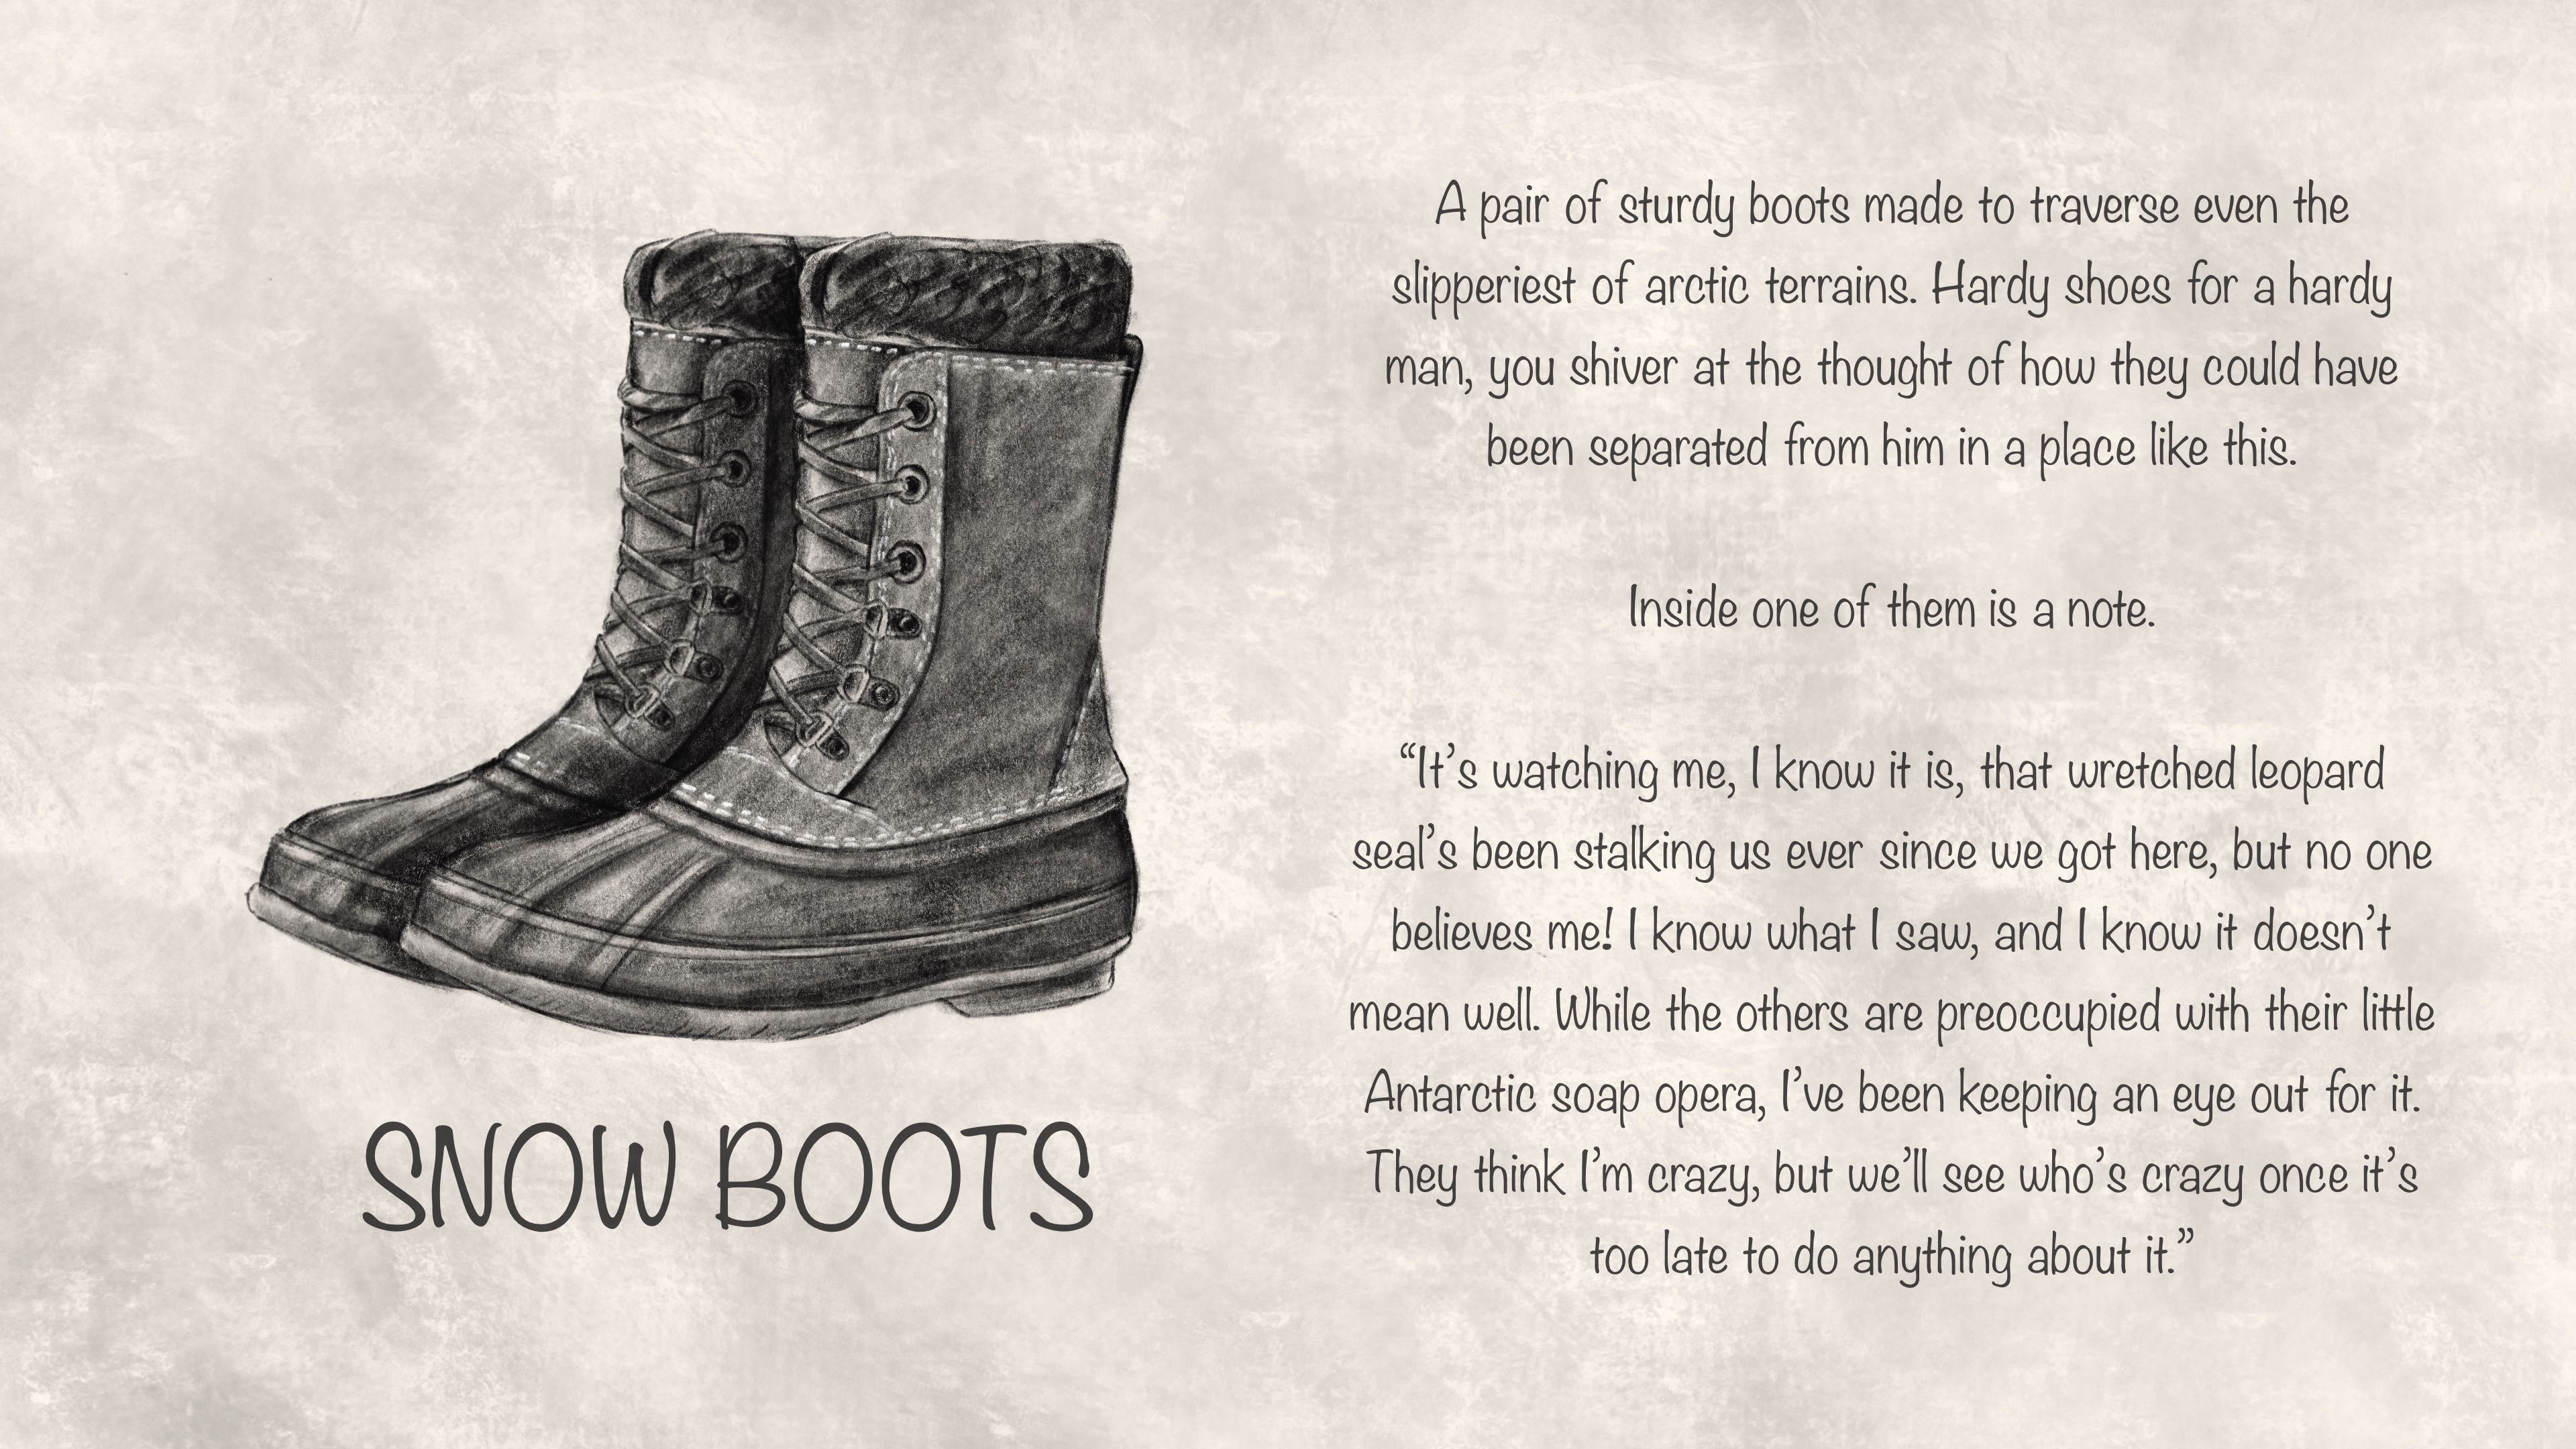 A pair of sturdy boots made to traverse even the
slipperiest of arctic terrains. Hardy shoes for a hardy
man, you shiver at the thought of how they could have
been separated from him in a place like this.
Inside one of them is a note.
“It’s watching me, I know it is, that wretched leopard
seal’s been stalking us ever since we got here, but no one
believes me! I know what I saw, and I know it doesn’t
mean well. While the others are preoccupied with their little
Antarctic soap opera, I’ve been keeping an eye out for it.
They think I’m crazy, but we’ll see who’s crazy once it’s
too late to do anything about it.”
SNOW BOOTS